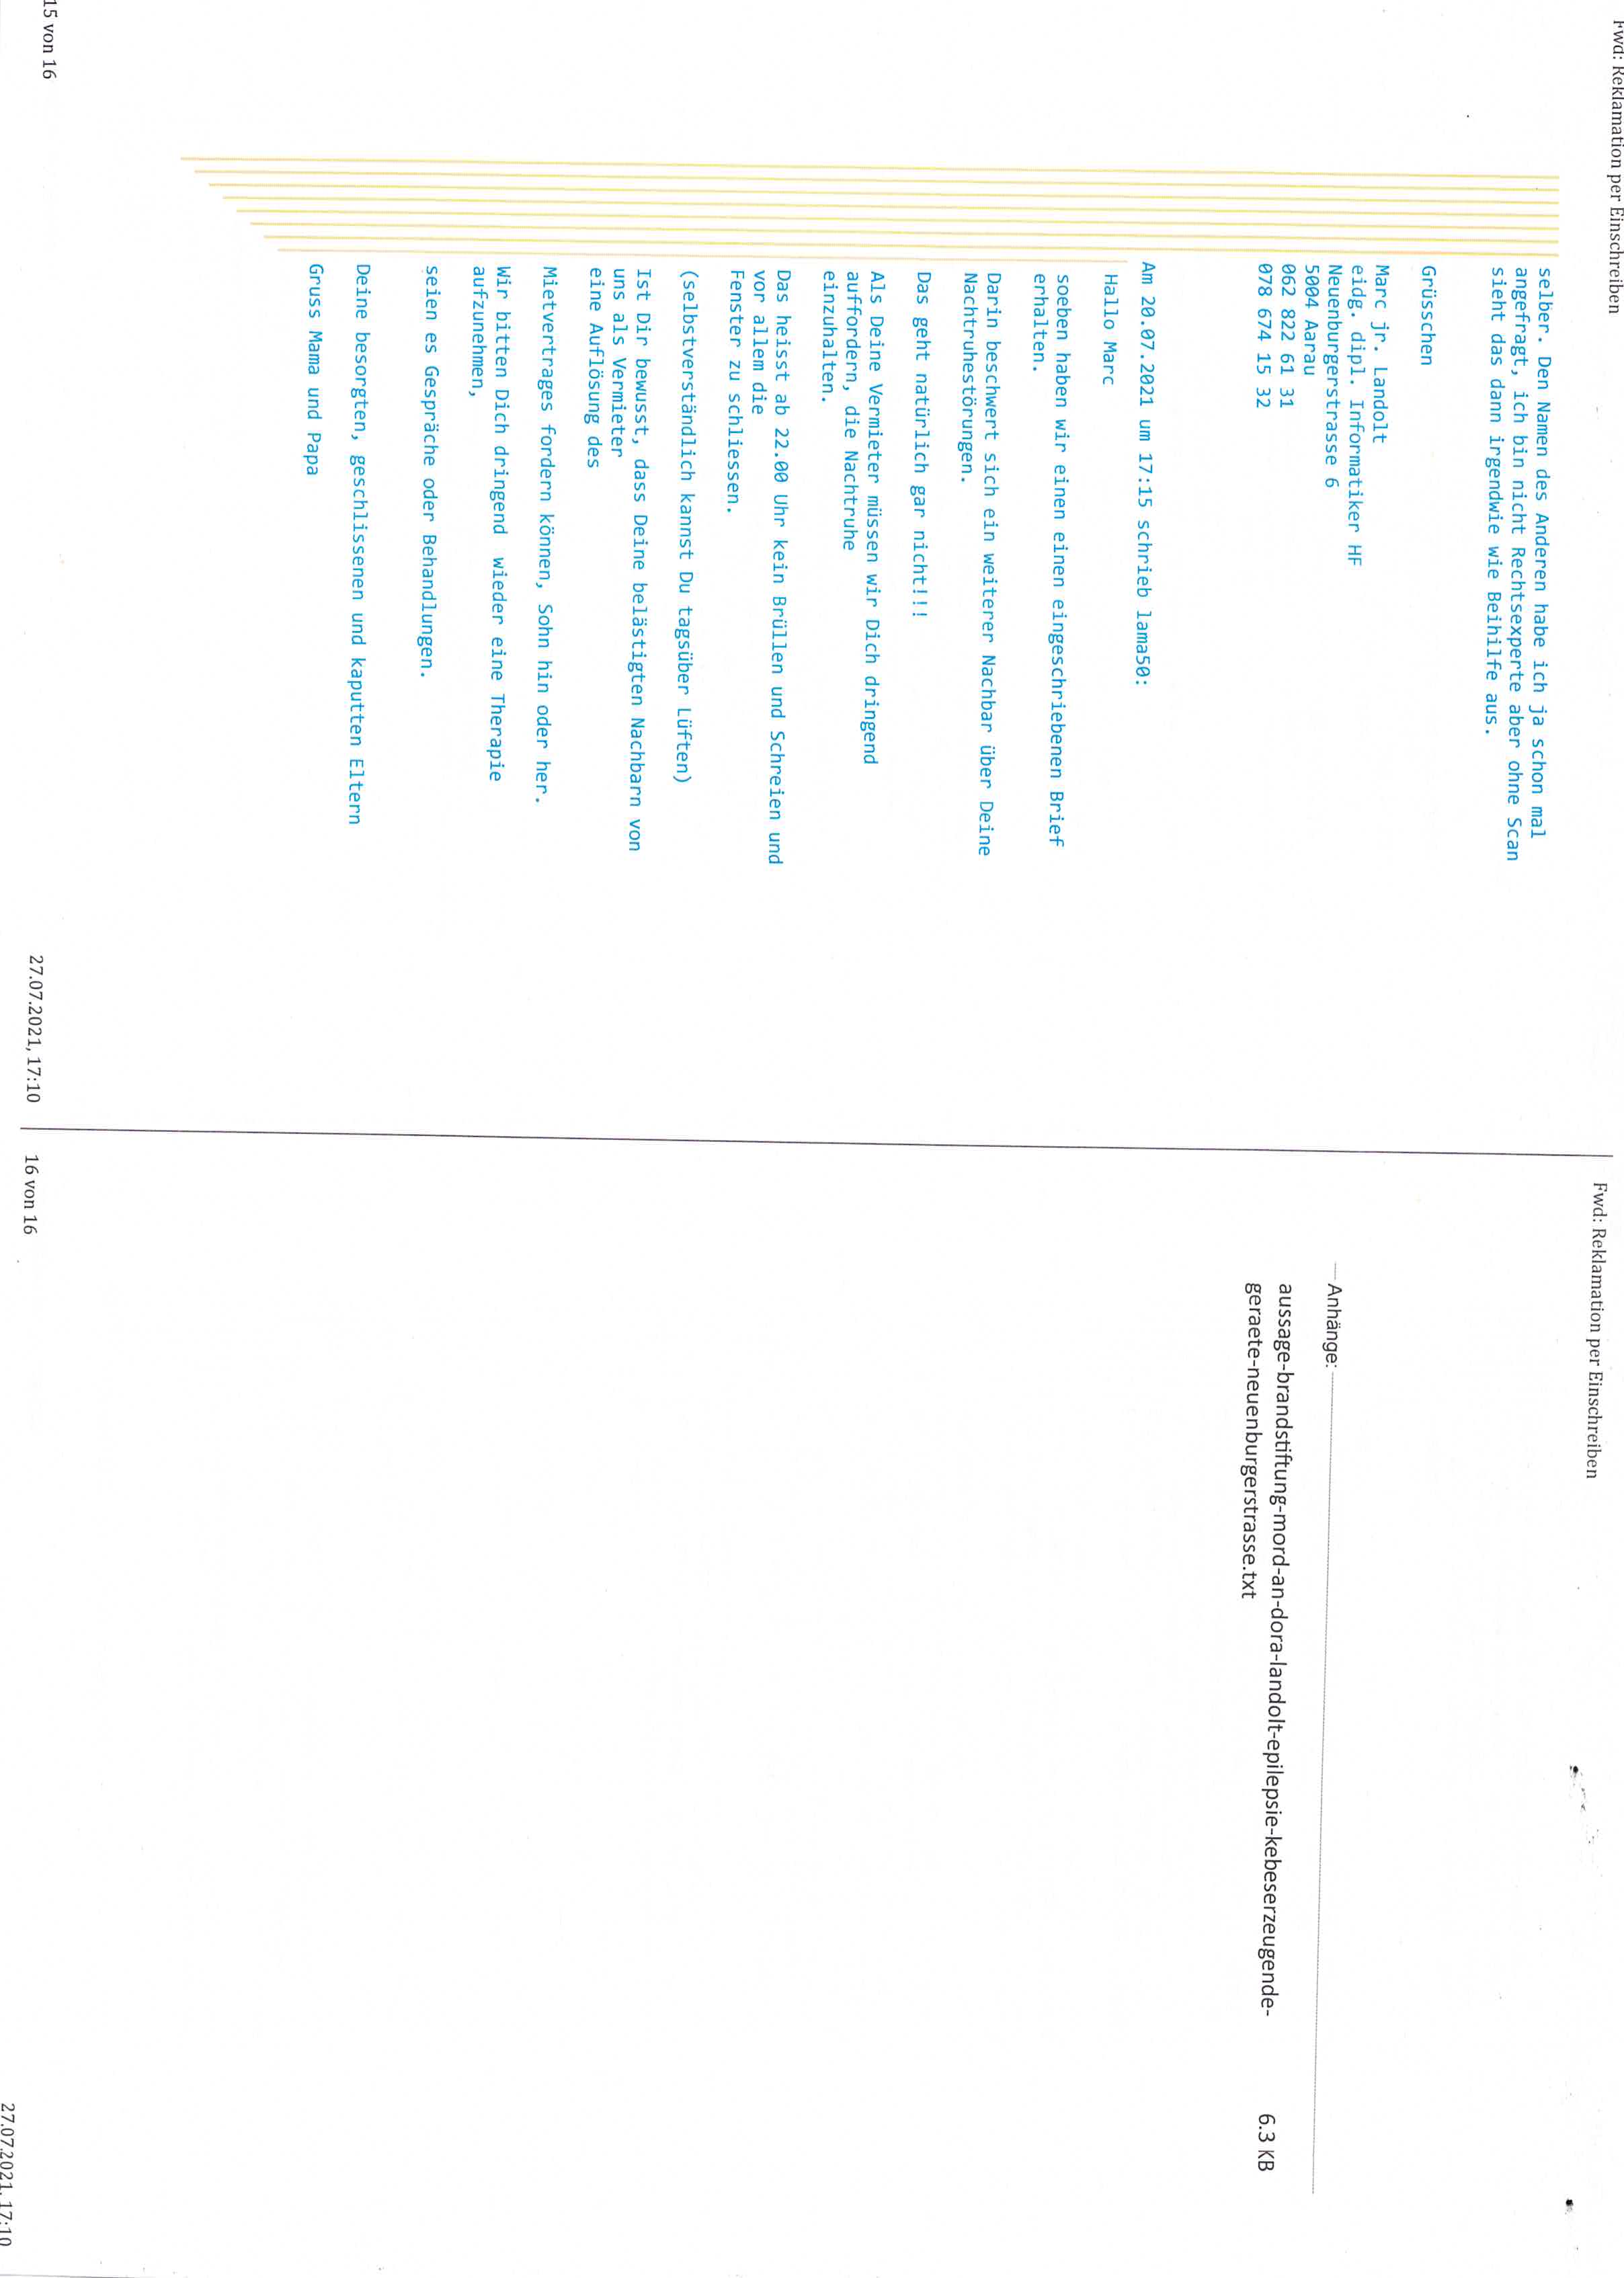 Fwd: Reklamation per Einschreiben
selber. Den Namen des Anderen habe ich ja schon mal
angefragt, ich bin nicht Rechtsexperte aber ohne Scan
sieht das dann irgendwie wie Beihilfe aus.
Grüsschen
Marc jr. Landolt
eidg. dipl. Informatiker HF
Neuenburgerstrasse 6
5004 Aarau
062 822 61 31
078 674 15 32
Am 20.07.2021 um 17:15 schrieb lama50:
Hallo Marc
soeben haben wir einen einen eingeschriebenen Brief
erhalten.
Darin beschwert sich ein weiterer Nachbar über Deine
Nachtruhestörungen.
Das geht natürlich gar nicht!!!
Als Deine Vermieter müssen wir Dich dringend
auffordern, die Nachtruhe
einzuhalten.
Das heisst ab 22.00 Uhr kein Brüllen und Schreien und
vor allem die
Fenster zu schliessen.
(selbstverständlich kannst Du tagsüber Lüften)
Ist Dir bewusst, dass Deine belästigten Nachbarn von
uns als Vermieter
eine Auflösung des
Mietvertrages fordern können, Sohn hin oder her.
Wir bitten Dich dringend  wieder eine Therapie
aufzunehmen,
seien es Gespräche oder Behandlungen.
Deine besorgten, geschlissenen und kaputten Eltern
Gruss Mama und Papa
15 von 16
27.07.2021, 17:10
Fwd: Reklamation per Einschreiben
Anhänge:
aussage-brandstiftung-mord-an-dora-landolt-epilepsie-kebeserzeugende-
geraete-neuenburgerstrasse.txt
6.3 KB
16 von 16
27.07.2021, 17:10